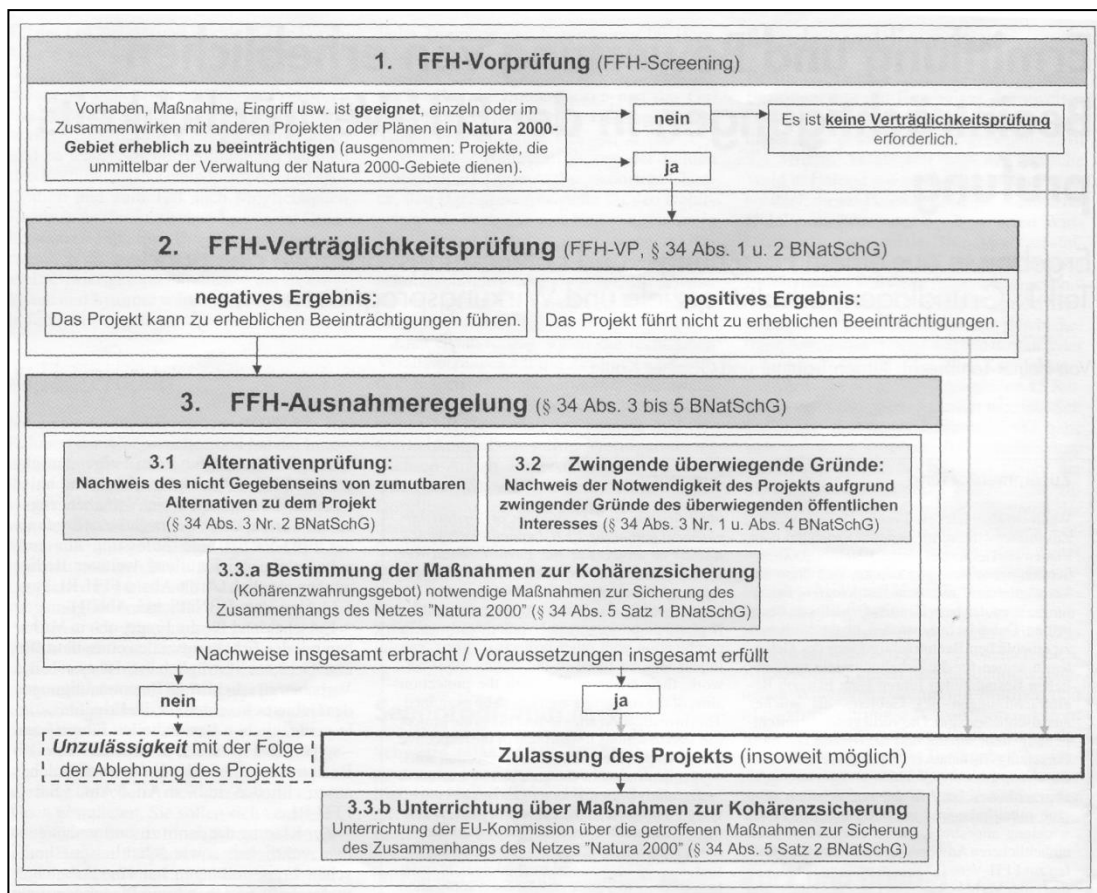 1. FFH-Vorprüfung (FFH-Screening)
Vorhaben, Maßnahme, Eingriff usw. ist geeignet, einzeln oder im
Zusammenwirken mit anderen Projekten oder Plänen ein Natura 2000-
Gebiet erheblich zu beeinträchtigen (ausgenommen: Projekte, die
unmittelbar der Verwaltung der Natura 2000-Gebiete dienen).
nein
ja
Es ist keine Verträglichkeitsprüfung
erforderlich.
2. FFH-Verträglichkeitsprüfung (FFH-VP, § 34 Abs. 1 u. 2 BNatSchG)
negatives Ergebnis:
Das Projekt kann zu erheblichen Beeinträchtigungen führen.
positives Ergebnis:
Das Projekt führt nicht zu erheblichen Beeinträchtigungen.
3. FFH-Ausnahmeregelung (§ 34 Abs. 3 bis 5 BNatSchG)
3.1 Alternativenprüfung:
Nachweis des nicht Gegebenseins von zumutbaren
Alternativen zu dem Projekt
(§ 34 Abs. 3 Nr. 2 BNatSchG)
3.2 Zwingende überwiegende Gründe:
Nachweis der Notwendigkeit des Projekts aufgrund
zwingender Gründe des überwiegenden öffentlichen
Interesses (§ 34 Abs. 3 Nr. 1 u. Abs. 4 BNatSchG)
3.3.a Bestimmung der Maßnahmen zur Kohärenzsicherung
(Kohärenzwahrungsgebot) notwendige Maßnahmen zur Sicherung des
Zusammenhangs des Netzes "Natura 2000" (§ 34 Abs. 5 Satz 1 BNatSchG)
Nachweise insgesamt erbracht / Voraussetzungen insgesamt erfüllt
nein
ja
Unzulässigkeit mit der Folge
der Ablehnung des Projekts
Zulassung des Projekts (insoweit möglich)
3.3.b Unterrichtung über Maßnahmen zur Kohärenzsicherung
Unterrichtung der EU-Kommission über die getroffenen Maßnahmen zur Sicherung
des Zusammenhangs des Netzes "Natura 2000" (§ 34 Abs. 5 Satz 2 BNatSchG)